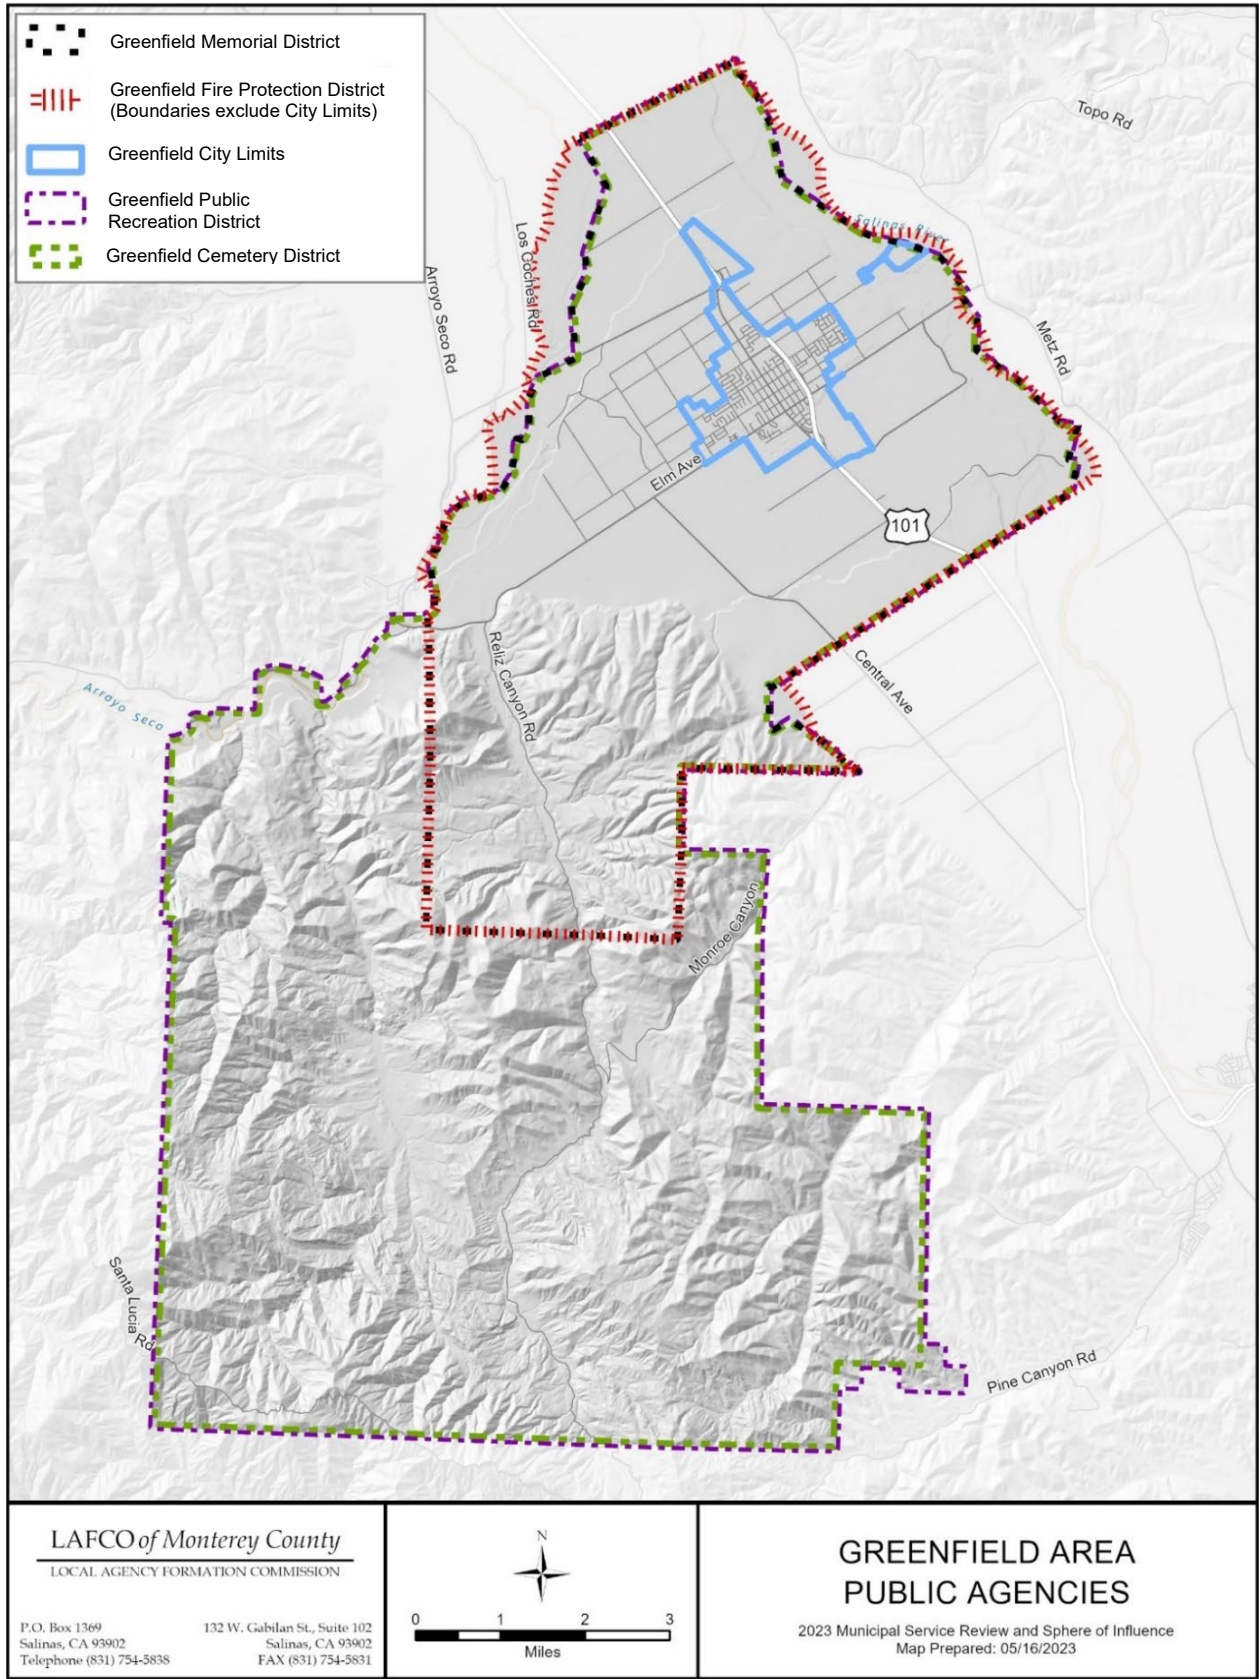 Greenfield Memorial District
Greenfield Fire Protection District
(Boundaries exclude City Limits)
Greenfield City Limits
Greenfield Public
Recreation District
Greenfield Cemetery District
Topo Rd
Salinas River
Los Coches Rd
Arroyo Seco Rd
Metz Rd
Elm Ave
101
Reliz Canyon Rd
Central Ave
Arroyo Seco
Monroe Canyon
Santa Lucia Rd
Pine Canyon Rd
LAFCO of Monterey County
LOCAL AGENCY FORMATION COMMISSION
P.O. Box 1369
Salinas, CA 93902
Telephone (831) 754-5838
132 W. Gabilan St., Suite 102
Salinas, CA 93902
FAX (831) 754-5831
N
0 1 2 3
Miles
GREENFIELD AREA
PUBLIC AGENCIES
2023 Municipal Service Review and Sphere of Influence
Map Prepared: 05/16/2023